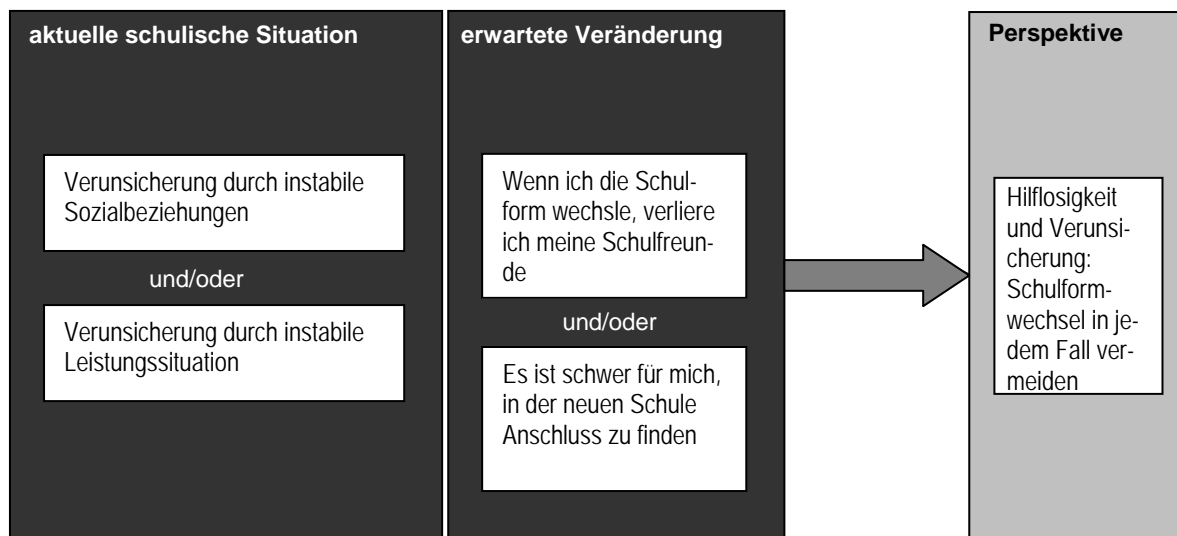 aktuelle schulische Situation
Verunsicherung durch instabile
Sozialbeziehungen
und/oder
Verunsicherung durch instabile
Leistungssituation
erwartete Veränderung
Wenn ich die Schul-
form wechsle, verliere
ich meine Schulfreun-
de
und/oder
Es ist schwer für mich,
in der neuen Schule
Anschluss zu finden
Perspektive
Hilflosigkeit
und Verunsi-
cherung:
Schulform-
wechsel in je-
dem Fall ver-
meiden